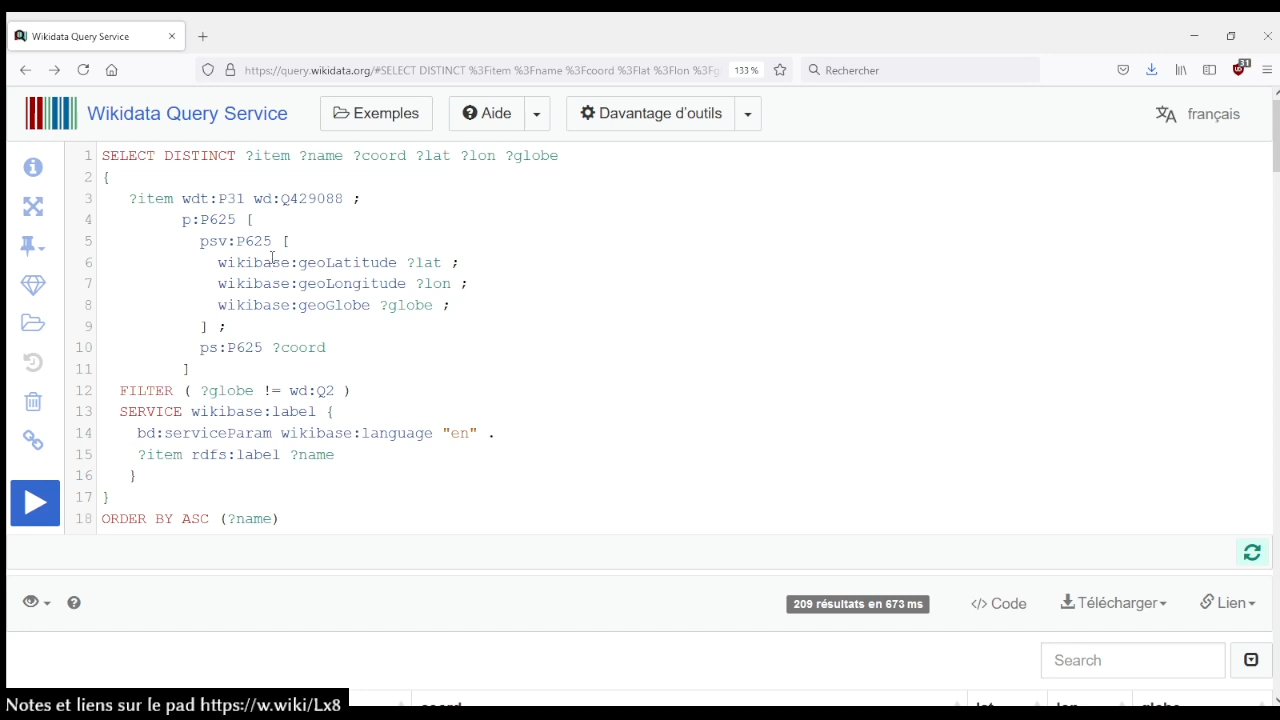 Wikidata Query Service
https://query.wikidata.org/#SELECT DISTINCT %3Fitem %3Fname %3Fcoord %3Flat %3Flon %3Fg
133 %
Rechercher
31
Wikidata Query Service
Exemples
Aide
Davantage d'outils
français
1 SELECT DISTINCT ?item ?name ?coord ?lat ?lon ?globe
2 {
3 ?item wdt:P31 wd:Q429088 ;
4 p:P625 [
5 psv:P625 [
6 wikibase:geoLatitude ?lat ;
7 wikibase:geoLongitude ?lon ;
8 wikibase:geoGlobe ?globe ;
9 ] ;
10 ps:P625 ?coord
11 ]
12 FILTER ( ?globe != wd:Q2 )
13 SERVICE wikibase:label {
14 bd:serviceParam wikibase:language "en" .
15 ?item rdfs:label ?name
16 }
17 }
18 ORDER BY ASC (?name)
209 résultats en 673 ms
</> Code
Télécharger
Lien
Search
coord lat lon globe
Notes et liens sur le pad https://w.wiki/Lx8